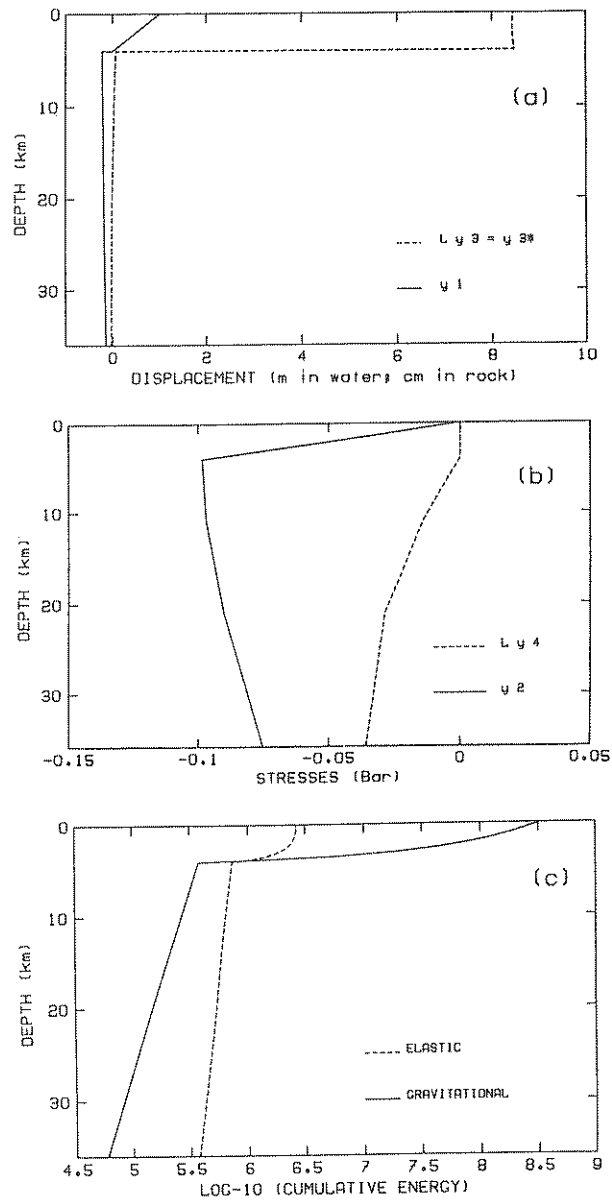 0
(a)
10
DEPTH (km)
20
L y 3 = y 3*
30
y 1
0 2 4 6 8 10
DISPLACEMENT (m in water; cm in rock)
0
(b)
10
DEPTH (km)
20
L y 4
30
y 2
-0.15 -0.1 -0.05 0 0.05
STRESSES (Bar)
0
(c)
10
DEPTH (km)
20
ELASTIC
30
GRAVITATIONAL
4.5 5 5.5 6 6.5 7 7.5 8 8.5 9
LOG-10 (CUMULATIVE ENERGY)